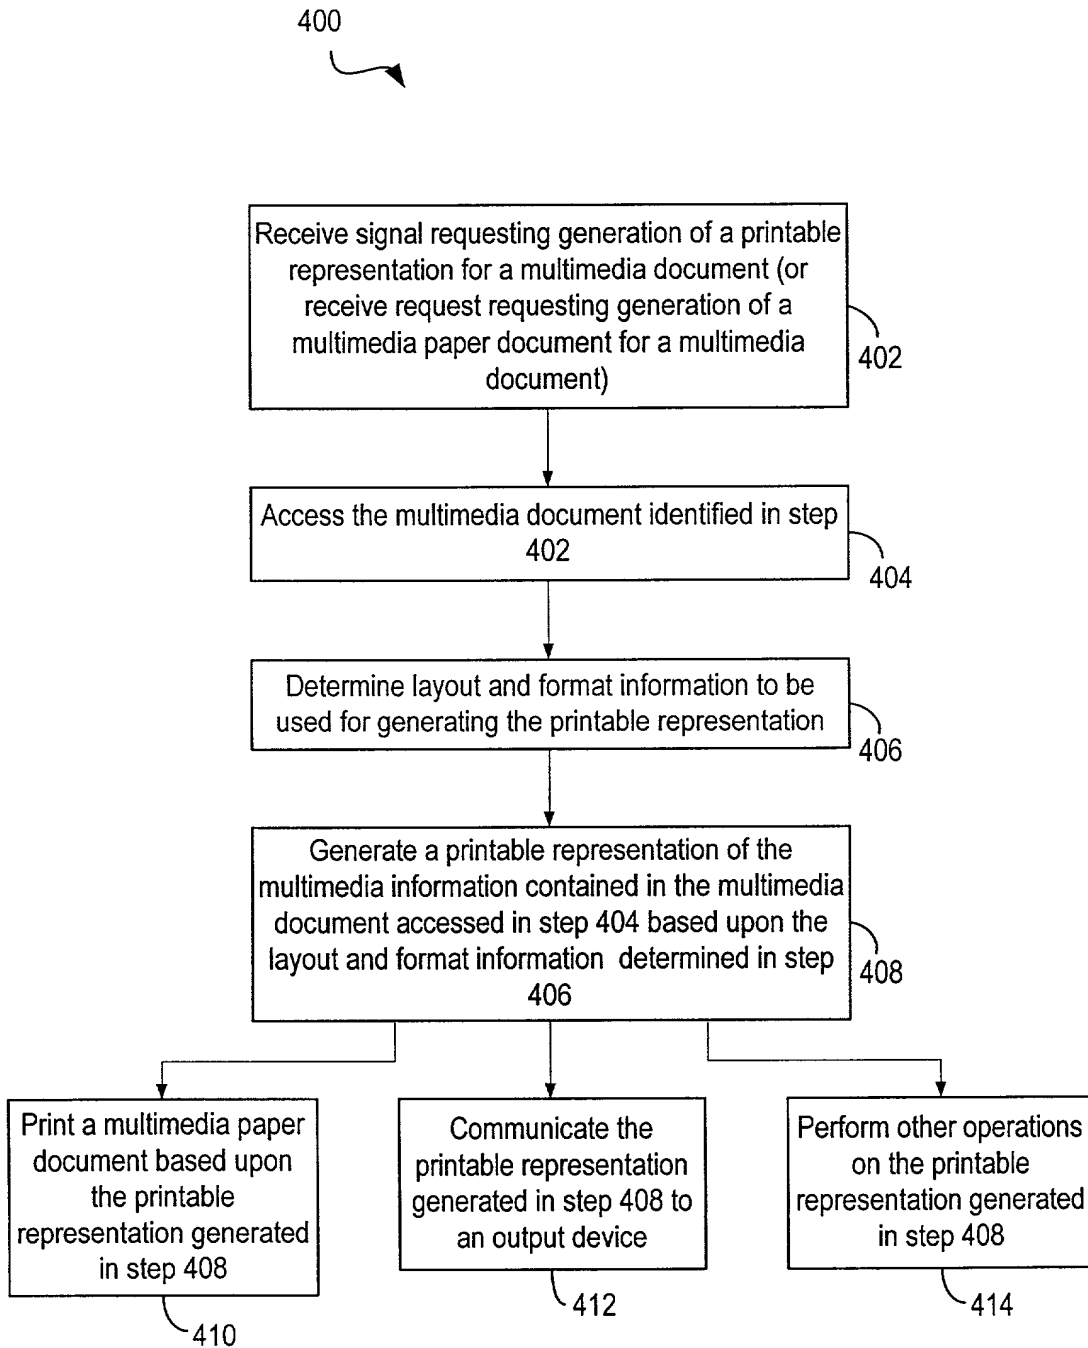 400
Receive signal requesting generation of a printable
representation for a multimedia document (or
receive request requesting generation of a
multimedia paper document for a multimedia
document)
402
Access the multimedia document identified in step
402
404
Determine layout and format information to be
used for generating the printable representation
406
Generate a printable representation of the
multimedia information contained in the multimedia
document accessed in step 404 based upon the
layout and format information determined in step
406
408
Print a multimedia paper
document based upon
the printable
representation generated
in step 408
410
Communicate the
printable representation
generated in step 408 to
an output device
412
Perform other operations
on the printable
representation generated
in step 408
414